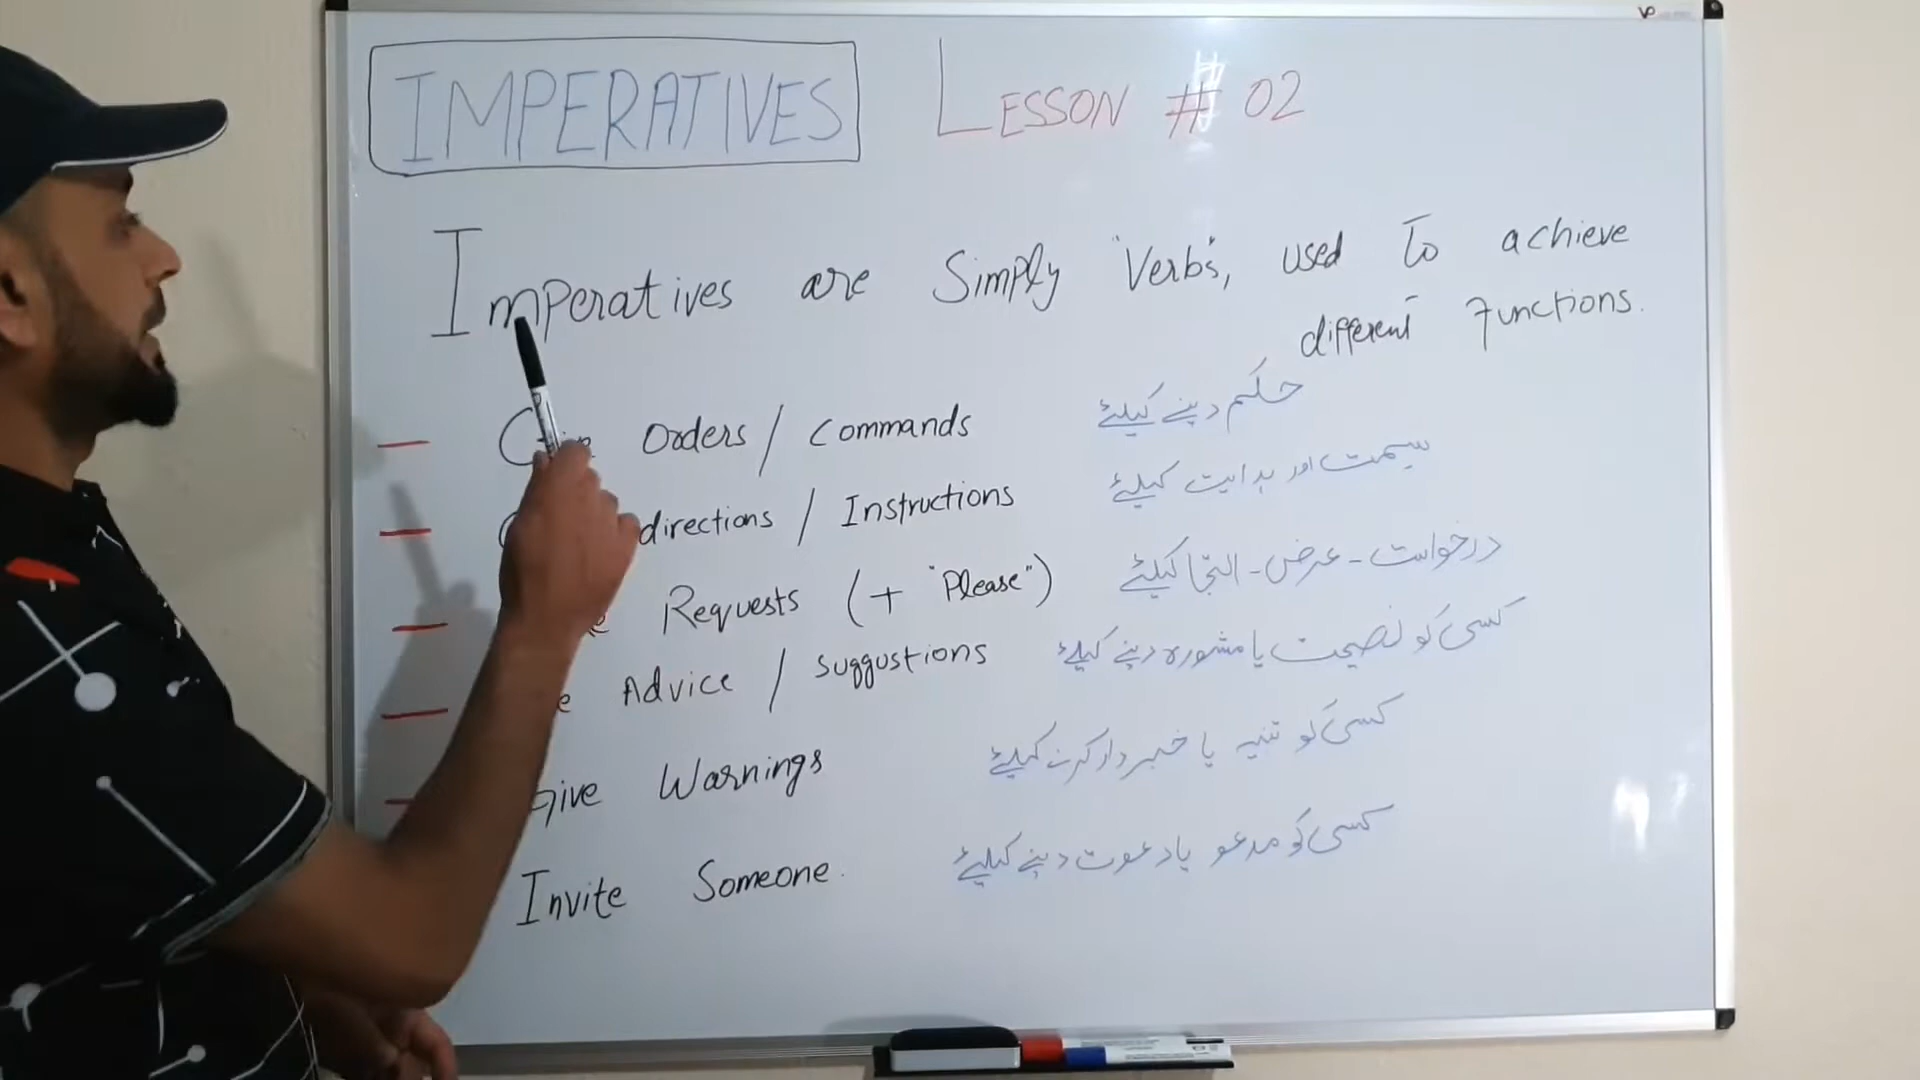 IMPERATIVES LESSON # 02
Imperatives are Simply "Verbs", used To achieve
different Functions.
Orders / Commands حکم دینے کیلئے
directions / Instructions سیمت اور ہدایت کیلئے
Requests (+ "Please") درخواست - عرض - التجا کیلئے
Advice / suggustions کسی کو نصیحت یا مشورہ دینے کیلئے
Give Warnings کسی کو تنبیہ یا خبردار کرنے کیلئے
Invite Someone. کسی کو مدعو یا دعوت دینے کیلئے